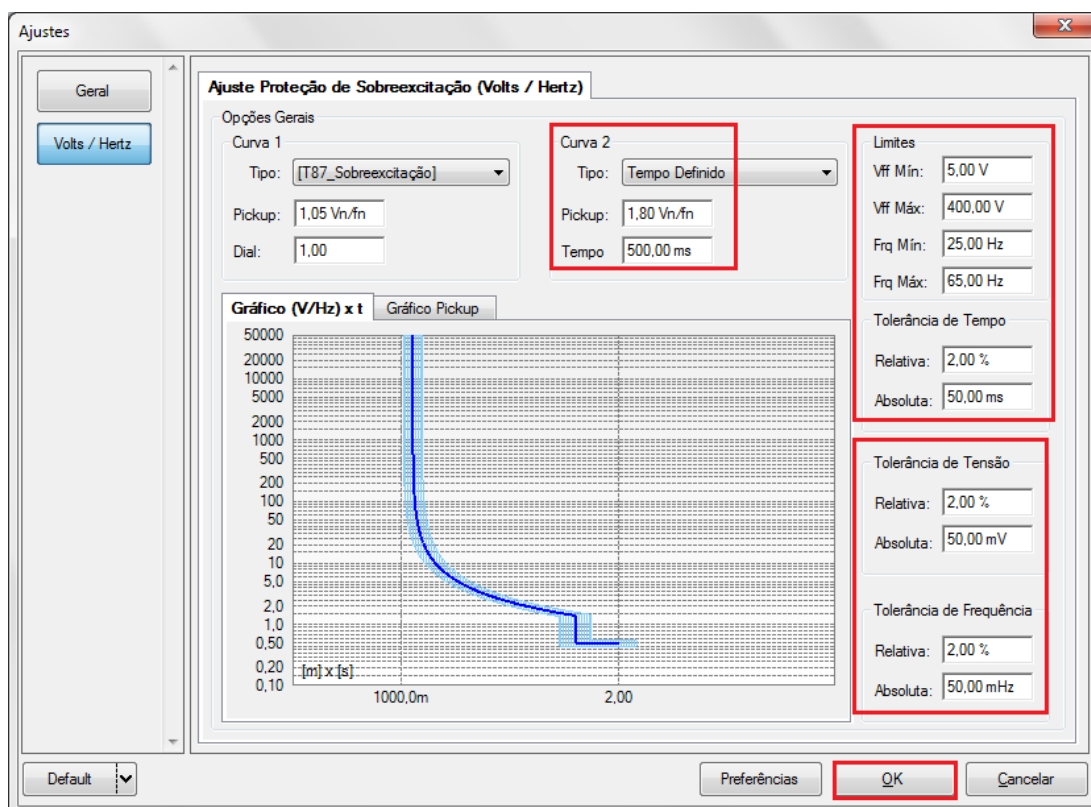 Ajustes
Geral
Volts / Hertz
Ajuste Proteção de Sobreexcitação (Volts / Hertz)
Opções Gerais
Curva 1
Tipo: [T87_Sobreexcitação]
Pickup: 1,05 Vn/fn
Dial: 1,00
Curva 2
Tipo: Tempo Definido
Pickup: 1,80 Vn/fn
Tempo 500,00 ms
Limites
Vff Mín: 5,00 V
Vff Máx: 400,00 V
Frq Mín: 25,00 Hz
Frq Máx: 65,00 Hz
Tolerância de Tempo
Relativa: 2,00 %
Absoluta: 50,00 ms
Tolerância de Tensão
Relativa: 2,00 %
Absoluta: 50,00 mV
Tolerância de Frequência
Relativa: 2,00 %
Absoluta: 50,00 mHz
Gráfico (V/Hz) x t
Gráfico Pickup
50000
20000
10000
5000
2000
1000
500
200
100
50
20
10
5,0
2,0
1,0
0,50
0,20
0,10
[m] x [s]
1000,0m
2,00
Default
Preferências
OK
Cancelar